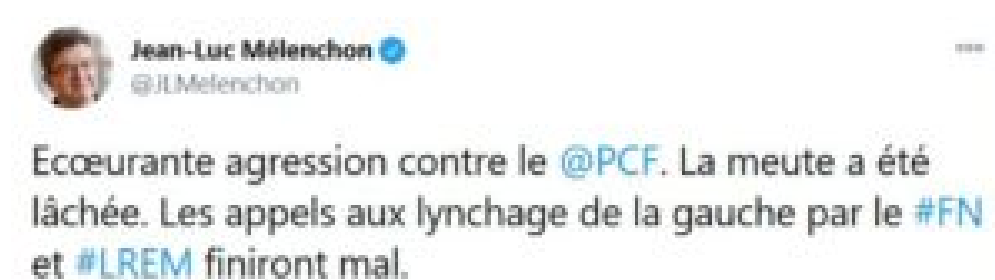 Jean-Luc Mélenchon
@JLMelenchon
Ecœurante agression contre le @PCF. La meute a été
lâchée. Les appels aux lynchage de la gauche par le #FN
et #LREM finiront mal.